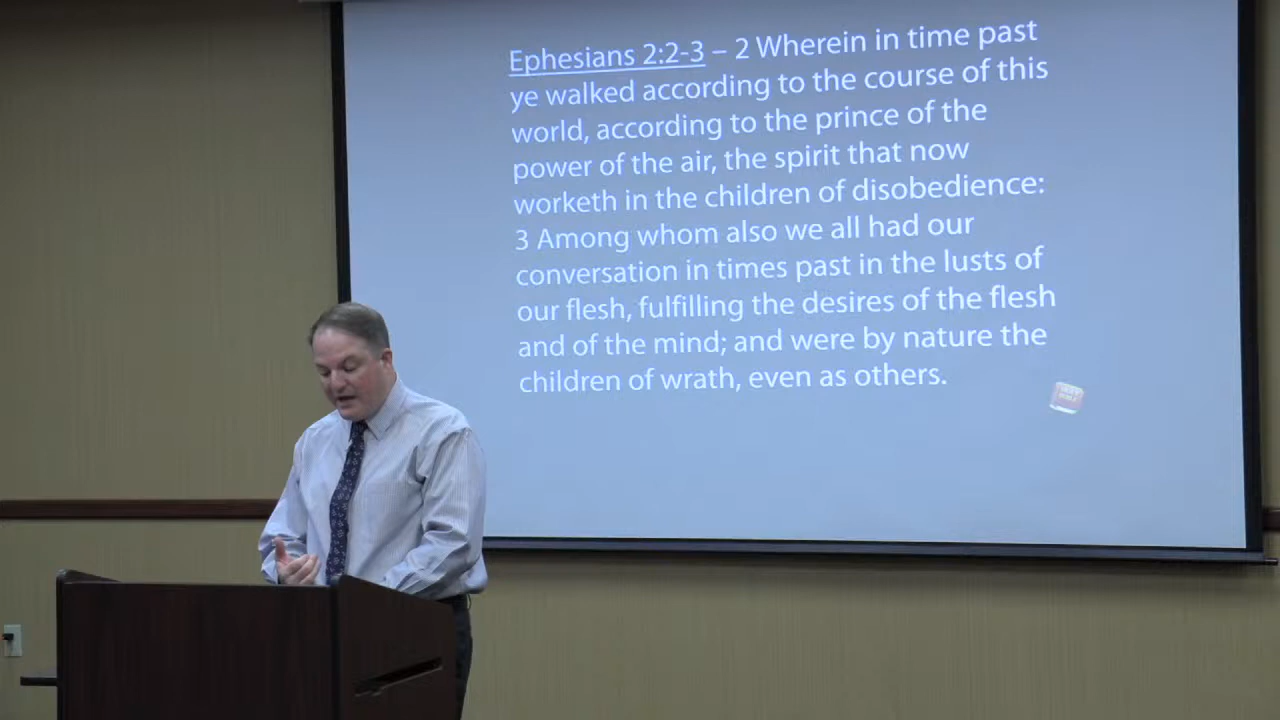 Ephesians 2:2-3 – 2 Wherein in time past
ye walked according to the course of this
world, according to the prince of the
power of the air, the spirit that now
worketh in the children of disobedience:
3 Among whom also we all had our
conversation in times past in the lusts of
our flesh, fulfilling the desires of the flesh
and of the mind; and were by nature the
children of wrath, even as others.